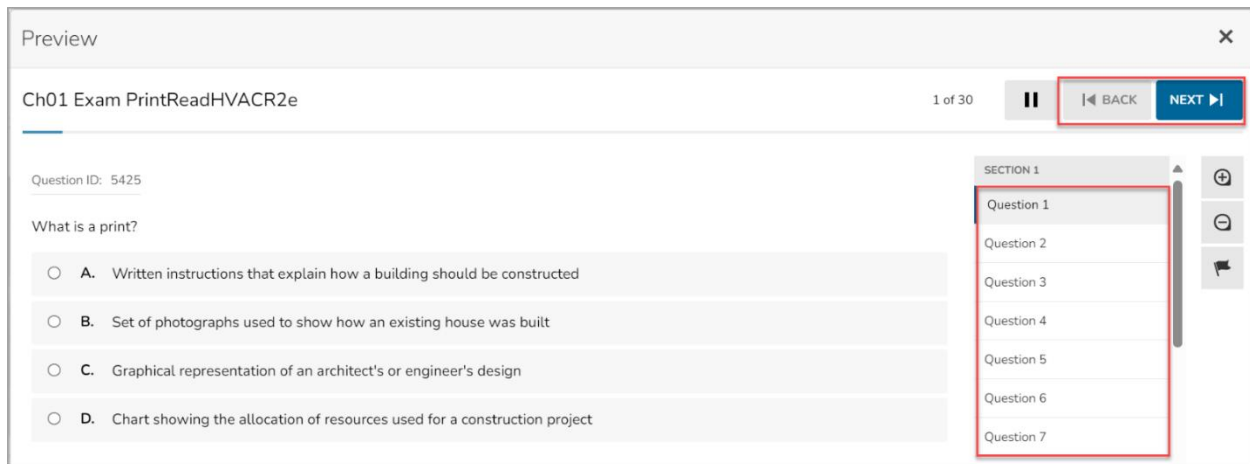 Preview
Ch01 Exam PrintReadHVACR2e
1 of 30
BACK
NEXT
Question ID: 5425
What is a print?
A. Written instructions that explain how a building should be constructed
B. Set of photographs used to show how an existing house was built
C. Graphical representation of an architect's or engineer's design
D. Chart showing the allocation of resources used for a construction project
SECTION 1
Question 1
Question 2
Question 3
Question 4
Question 5
Question 6
Question 7